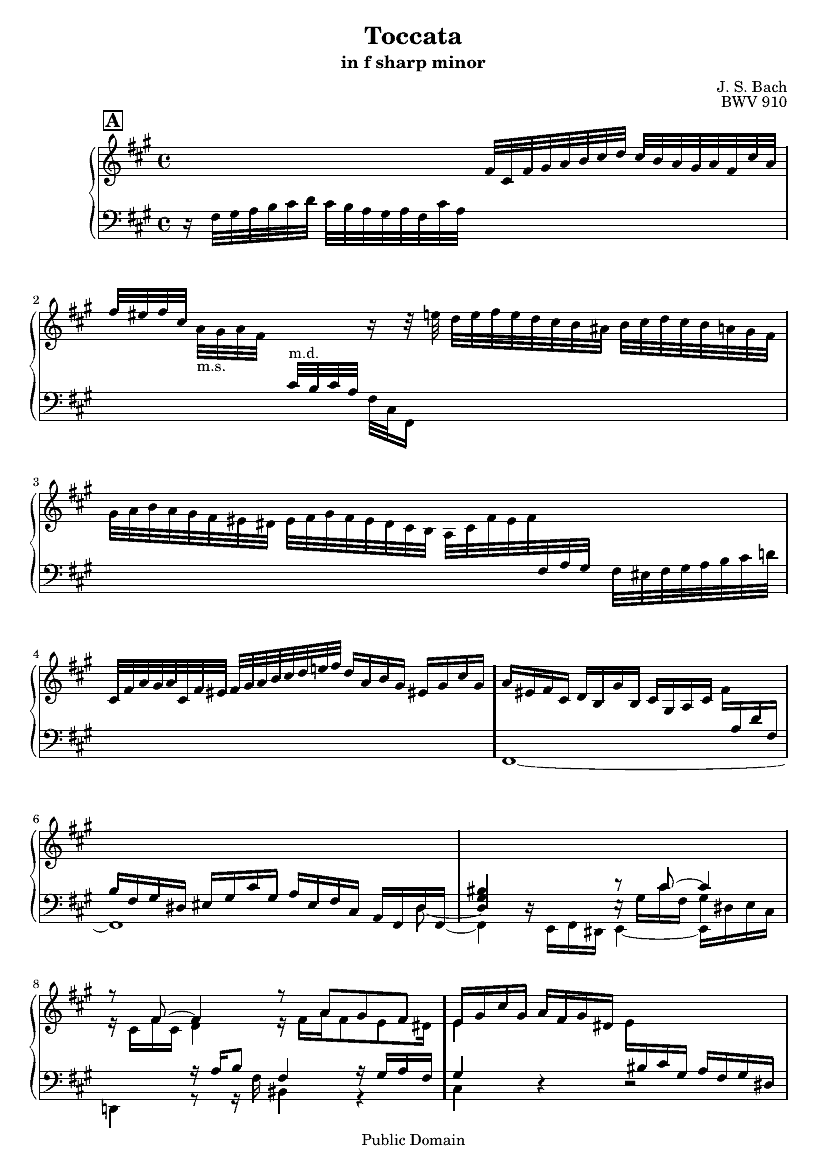 Toccata
in f sharp minor
J. S. Bach
BWV 910
A
2
m.d.
m.s.
3
4
6
8
Public Domain